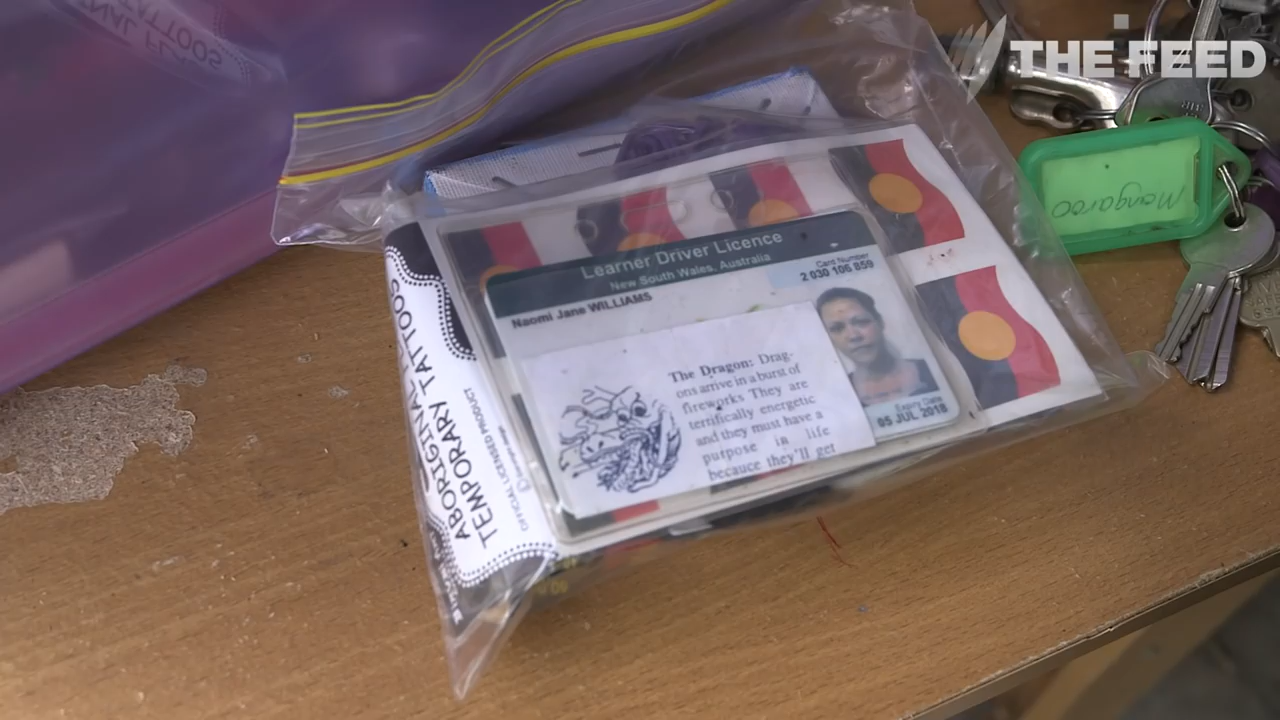 THE FEED
Mangaroo
Learner Driver Licence
New South Wales, Australia
Card Number
2 030 106 859
Naomi Jane WILLIAMS
Expiry Date
05 JUL 2018
The Dragon: Drag-
ons arrive in a burst of
fireworks They are
terrifically energetic
and they must have a
purpose in life
because they'll get
ABORIGINAL
TEMPORARY TATTOOS
OFFICIAL LICENSED PRODUCT